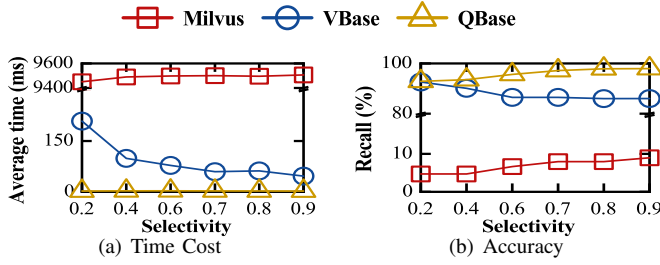 Milvus VBase QBase
9600
9400
150
0
Average time (ms)
0.2 0.4 0.6 0.7 0.8 0.9
Selectivity
(a) Time Cost
100
80
10
0
Recall (%)
0.2 0.4 0.6 0.7 0.8 0.9
Selectivity
(b) Accuracy